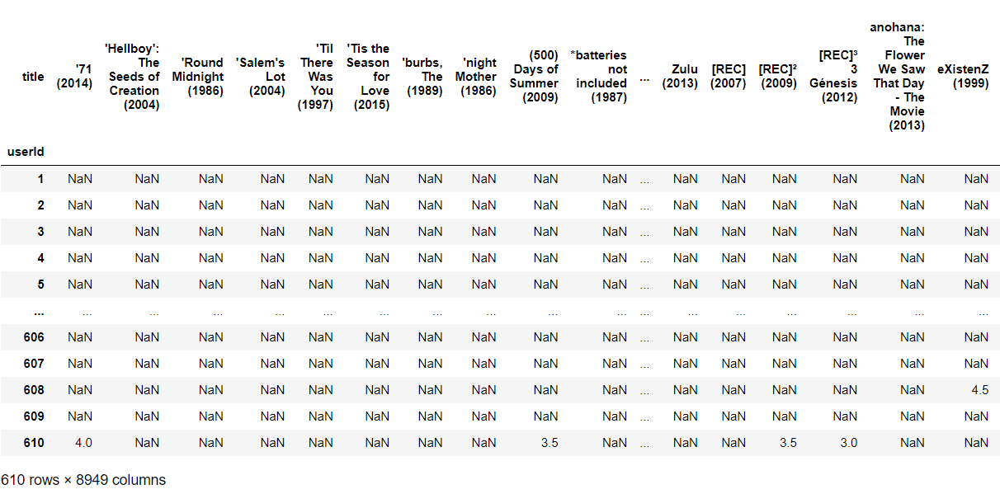 title
'71
(2014)
'Hellboy':
The
Seeds of
Creation
(2004)
'Round
Midnight
(1986)
'Salem's
Lot
(2004)
'Til
There
Was
You
(1997)
'Tis the
Season
for
Love
(2015)
'burbs,
The
(1989)
'night
Mother
(1986)
(500)
Days of
Summer
(2009)
*batteries
not
included
(1987)
...
Zulu
(2013)
[REC]
(2007)
[REC]²
(2009)
[REC]³
3
Génesis
(2012)
anohana:
The
Flower
We Saw
That Day
- The
Movie
(2013)
eXistenZ
(1999)
userId
1 NaN NaN NaN NaN NaN NaN NaN NaN NaN NaN ... NaN NaN NaN NaN NaN NaN
2 NaN NaN NaN NaN NaN NaN NaN NaN NaN NaN ... NaN NaN NaN NaN NaN NaN
3 NaN NaN NaN NaN NaN NaN NaN NaN NaN NaN ... NaN NaN NaN NaN NaN NaN
4 NaN NaN NaN NaN NaN NaN NaN NaN NaN NaN ... NaN NaN NaN NaN NaN NaN
5 NaN NaN NaN NaN NaN NaN NaN NaN NaN NaN ... NaN NaN NaN NaN NaN NaN
... ... ... ... ... ... ... ... ... ... ... ... ... ... ... ... ... ...
606 NaN NaN NaN NaN NaN NaN NaN NaN NaN NaN ... NaN NaN NaN NaN NaN NaN
607 NaN NaN NaN NaN NaN NaN NaN NaN NaN NaN ... NaN NaN NaN NaN NaN NaN
608 NaN NaN NaN NaN NaN NaN NaN NaN NaN NaN ... NaN NaN NaN NaN NaN 4.5
609 NaN NaN NaN NaN NaN NaN NaN NaN NaN NaN ... NaN NaN NaN NaN NaN NaN
610 4.0 NaN NaN NaN NaN NaN NaN NaN 3.5 NaN ... NaN NaN 3.5 3.0 NaN NaN
610 rows × 8949 columns